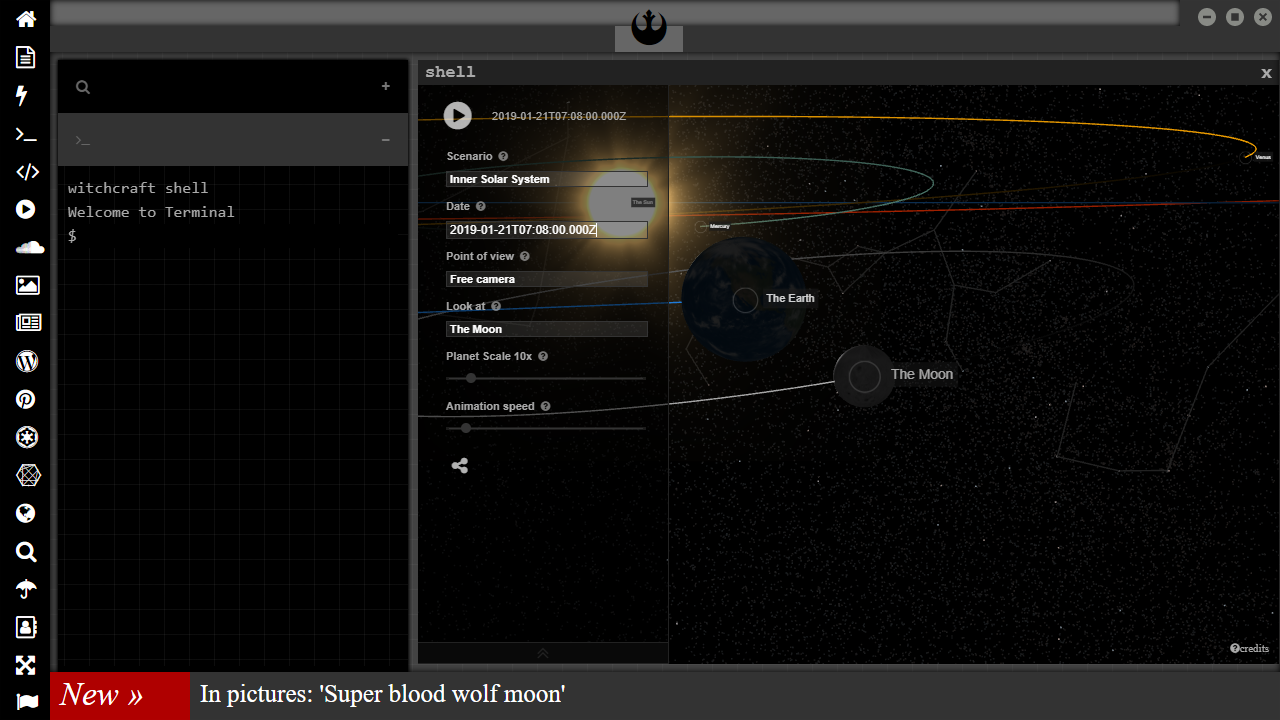 shell
x
+
>_
−
witchcraft shell
Welcome to Terminal
$
2019-01-21T07:08:00.000Z
Scenario
Inner Solar System
Date
2019-01-21T07:08:00.000Z
Point of view
Free camera
Look at
The Moon
Planet Scale 10x
Animation speed
The Sun
Venus
Mercury
The Earth
The Moon
credits
New »
In pictures: 'Super blood wolf moon'